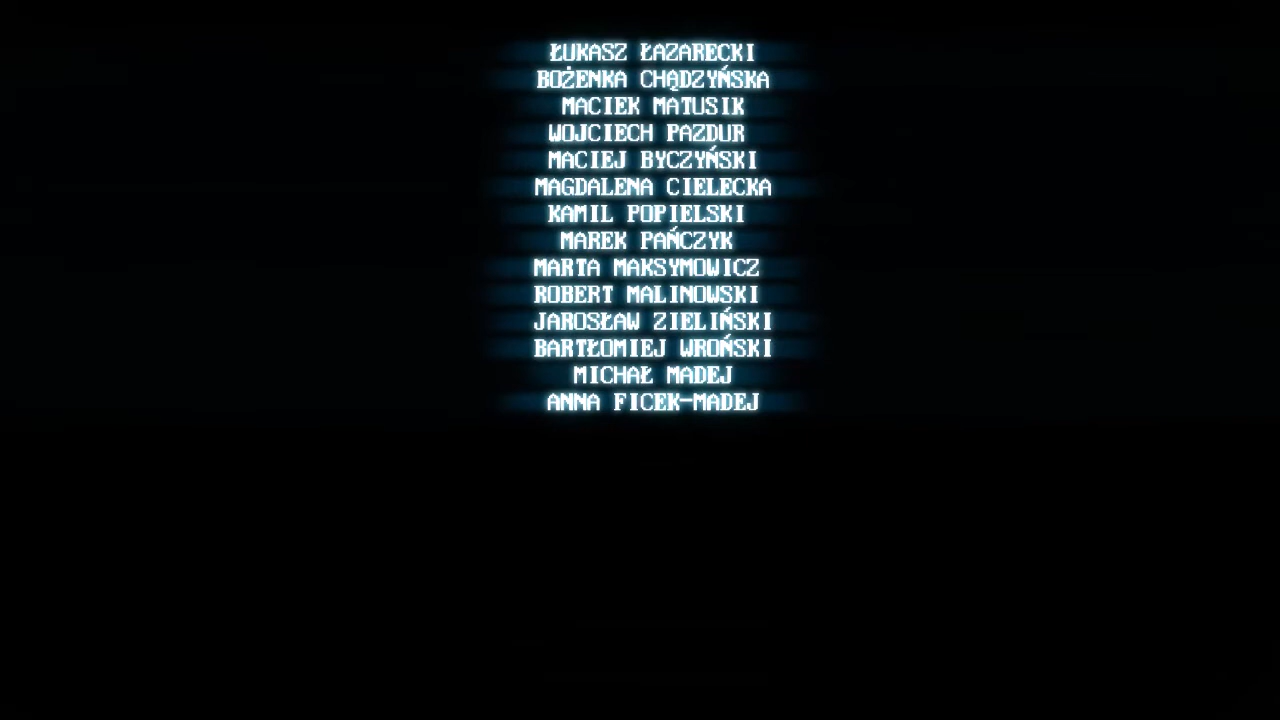 ŁUKASZ ŁAZARECKI
BOŻENKA CHĄDZYŃSKA
MACIEK MATUSIK
WOJCIECH PAZDUR
MACIEJ BYCZYŃSKI
MAGDALENA CIELECKA
KAMIL POPIELSKI
MAREK PAŃCZYK
MARTA MAKSYMOWICZ
ROBERT MALINOWSKI
JAROSŁAW ZIELIŃSKI
BARTŁOMIEJ WROŃSKI
MICHAŁ MADEJ
ANNA FICEK-MADEJ